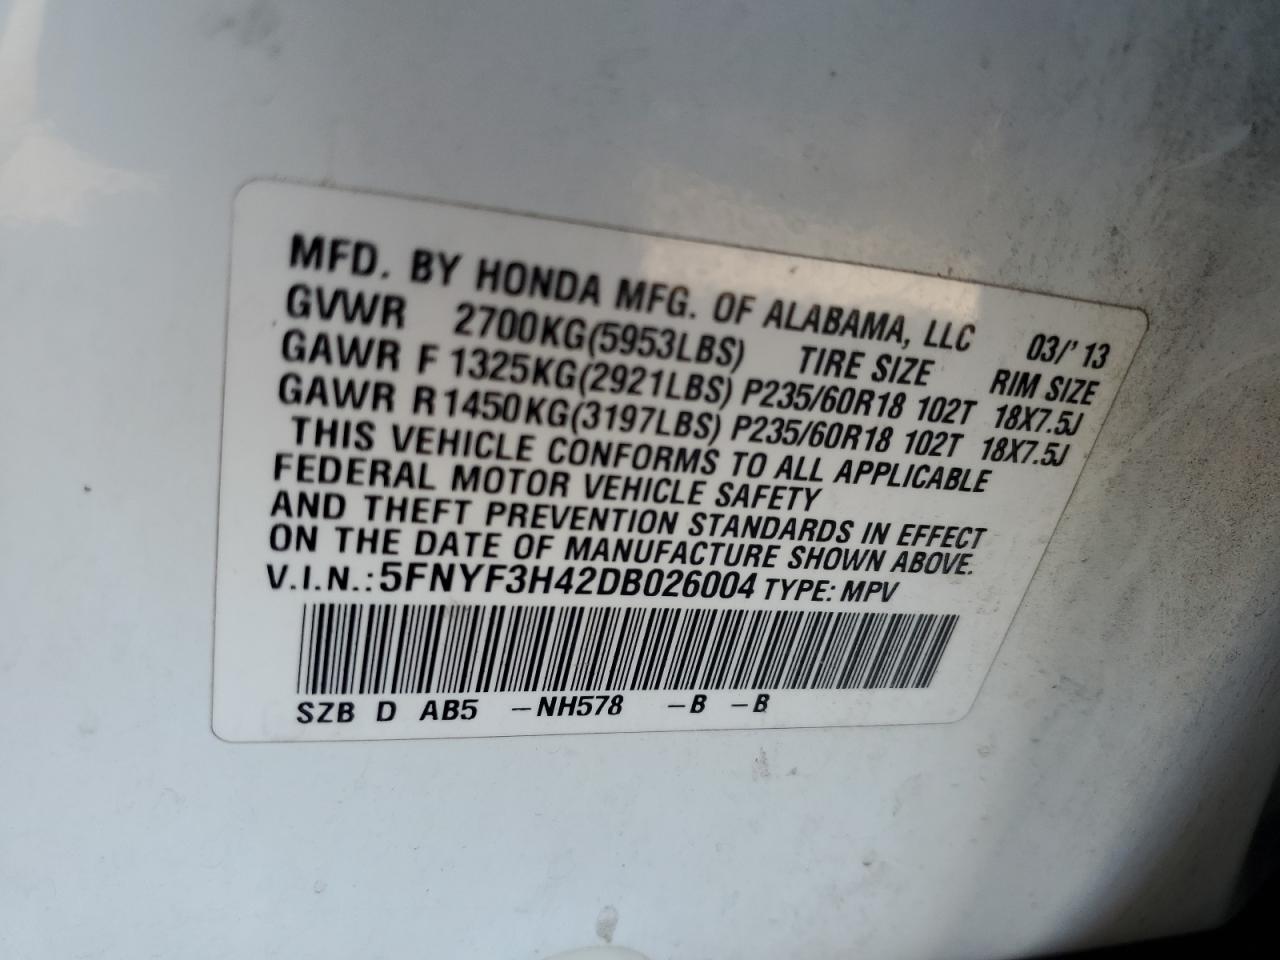 MFD. BY HONDA MFG. OF ALABAMA, LLC 03/'13
GVWR 2700KG(5953LBS) TIRE SIZE RIM SIZE
GAWR F 1325KG(2921LBS) P235/60R18 102T 18X7.5J
GAWR R 1450KG(3197LBS) P235/60R18 102T 18X7.5J
THIS VEHICLE CONFORMS TO ALL APPLICABLE
FEDERAL MOTOR VEHICLE SAFETY
AND THEFT PREVENTION STANDARDS IN EFFECT
ON THE DATE OF MANUFACTURE SHOWN ABOVE.
V.I.N.: 5FNYF3H42DB026004 TYPE: MPV
SZB D AB5 -NH578 -B -B